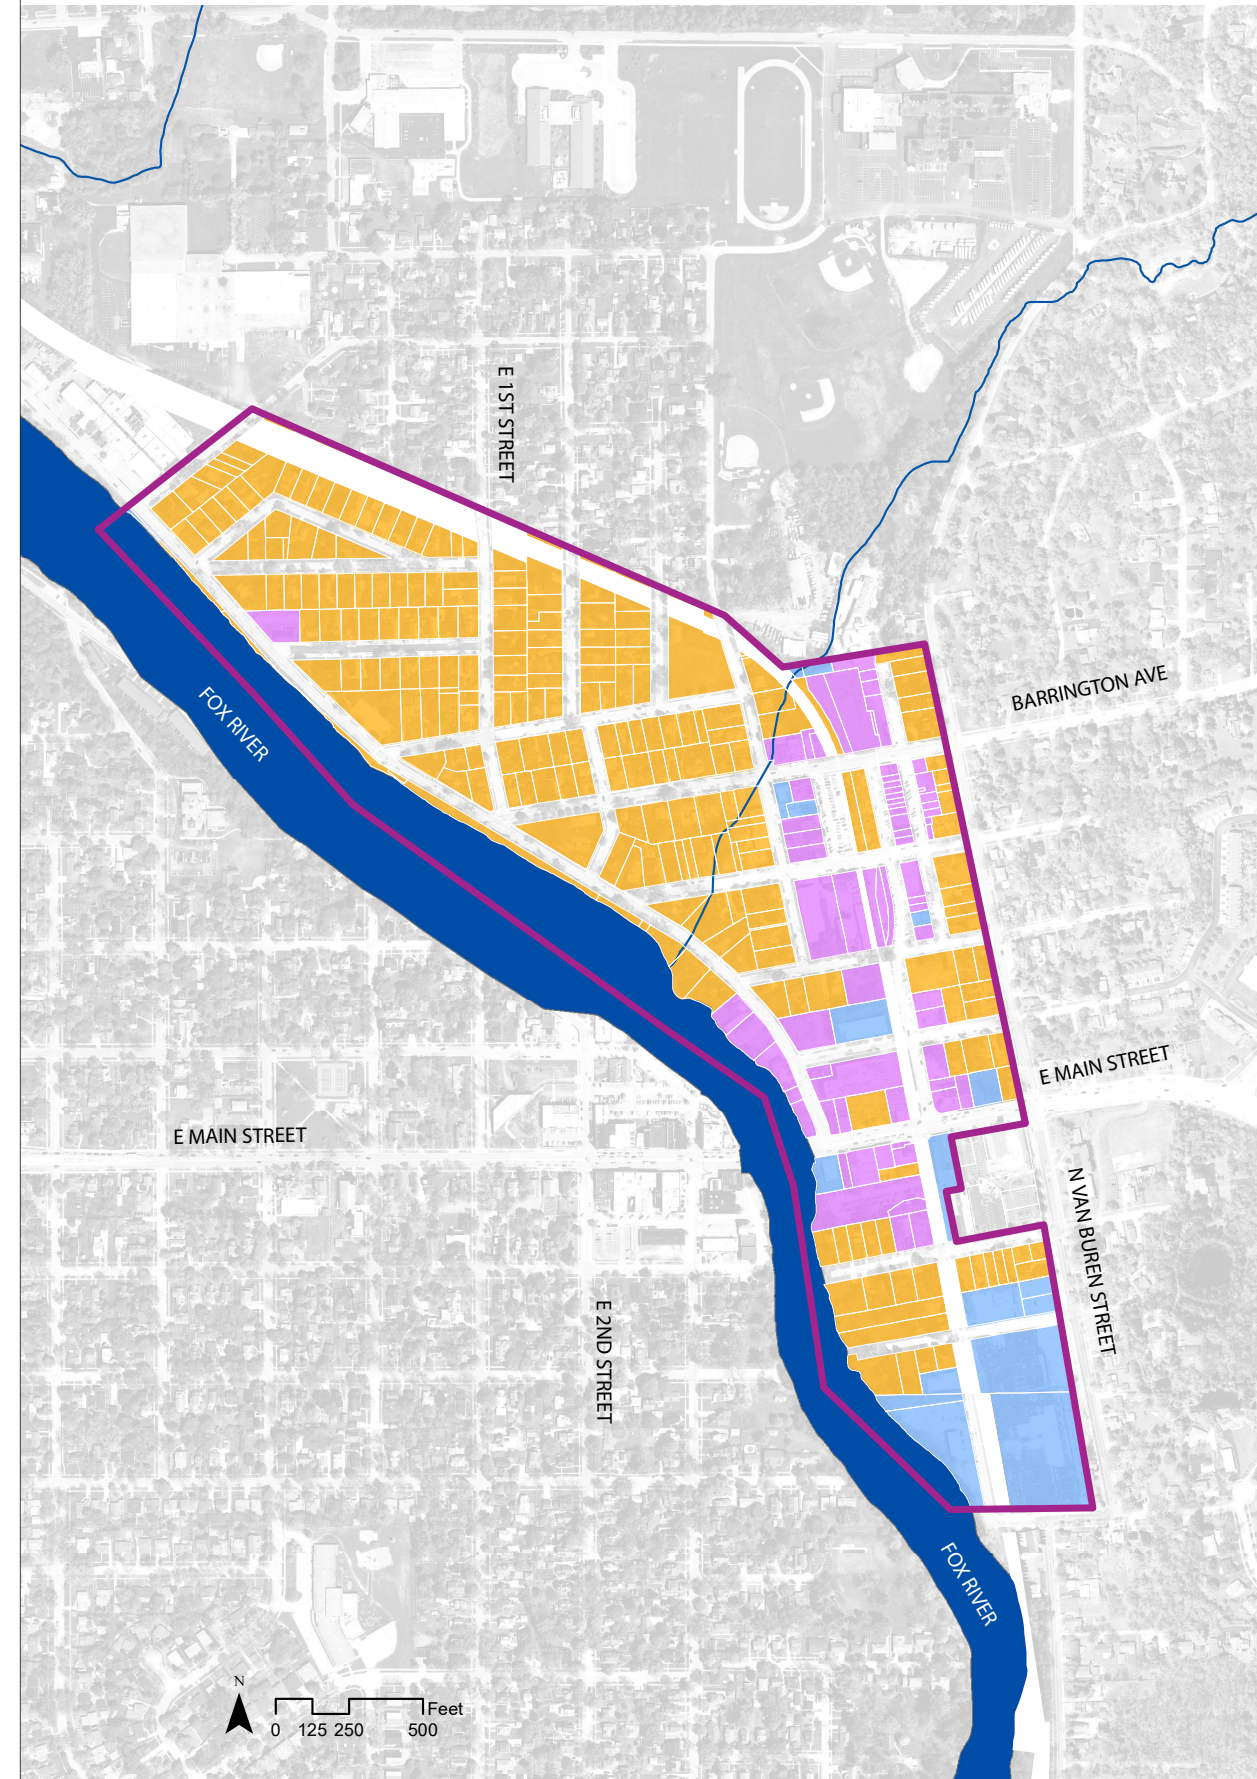 E 1ST STREET
BARRINGTON AVE
FOX RIVER
E MAIN STREET
E MAIN STREET
N VAN BUREN STREET
E 2ND STREET
FOX RIVER
N
Feet
0 125 250 500